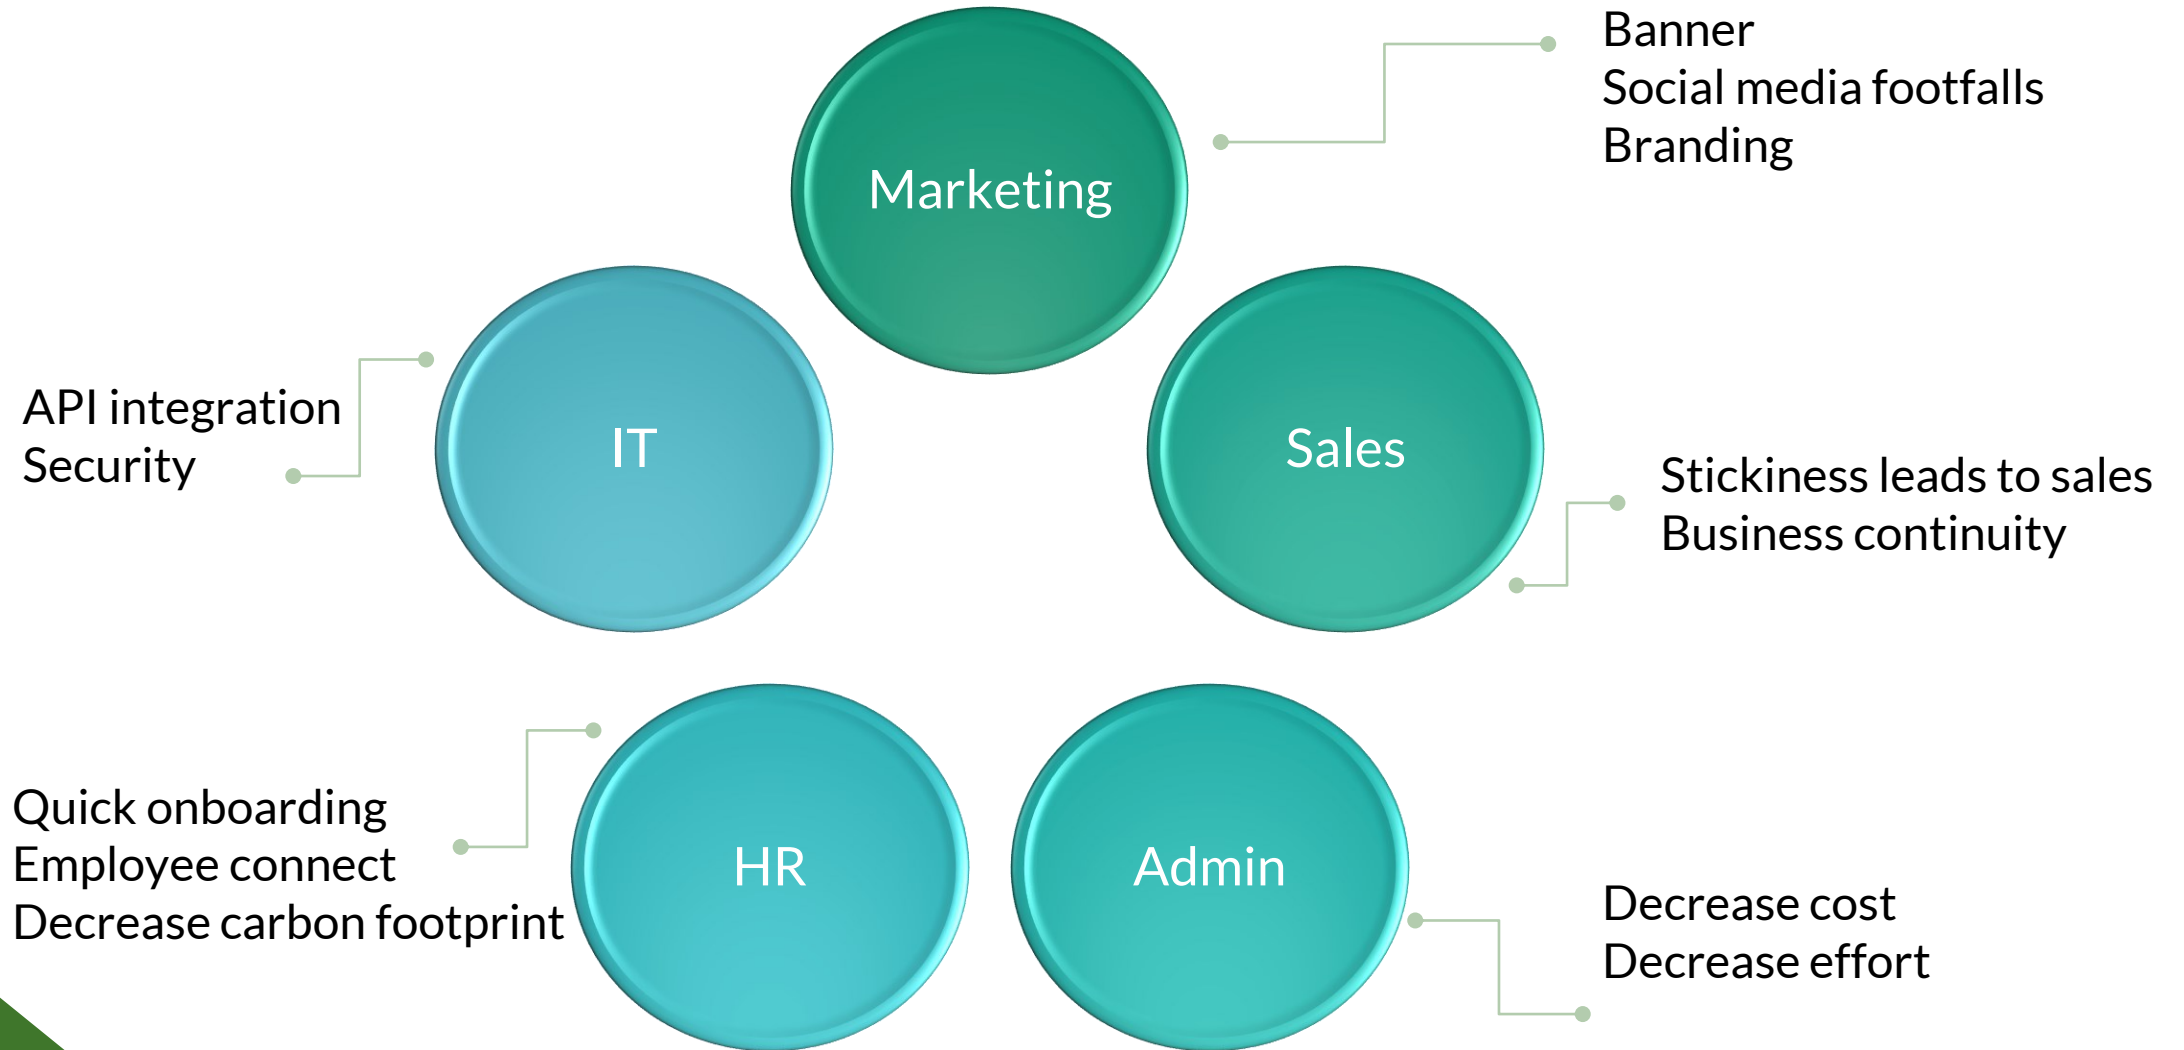 Marketing
Banner
Social media footfalls
Branding
IT
API integration
Security
Sales
Stickiness leads to sales
Business continuity
HR
Quick onboarding
Employee connect
Decrease carbon footprint
Admin
Decrease cost
Decrease effort